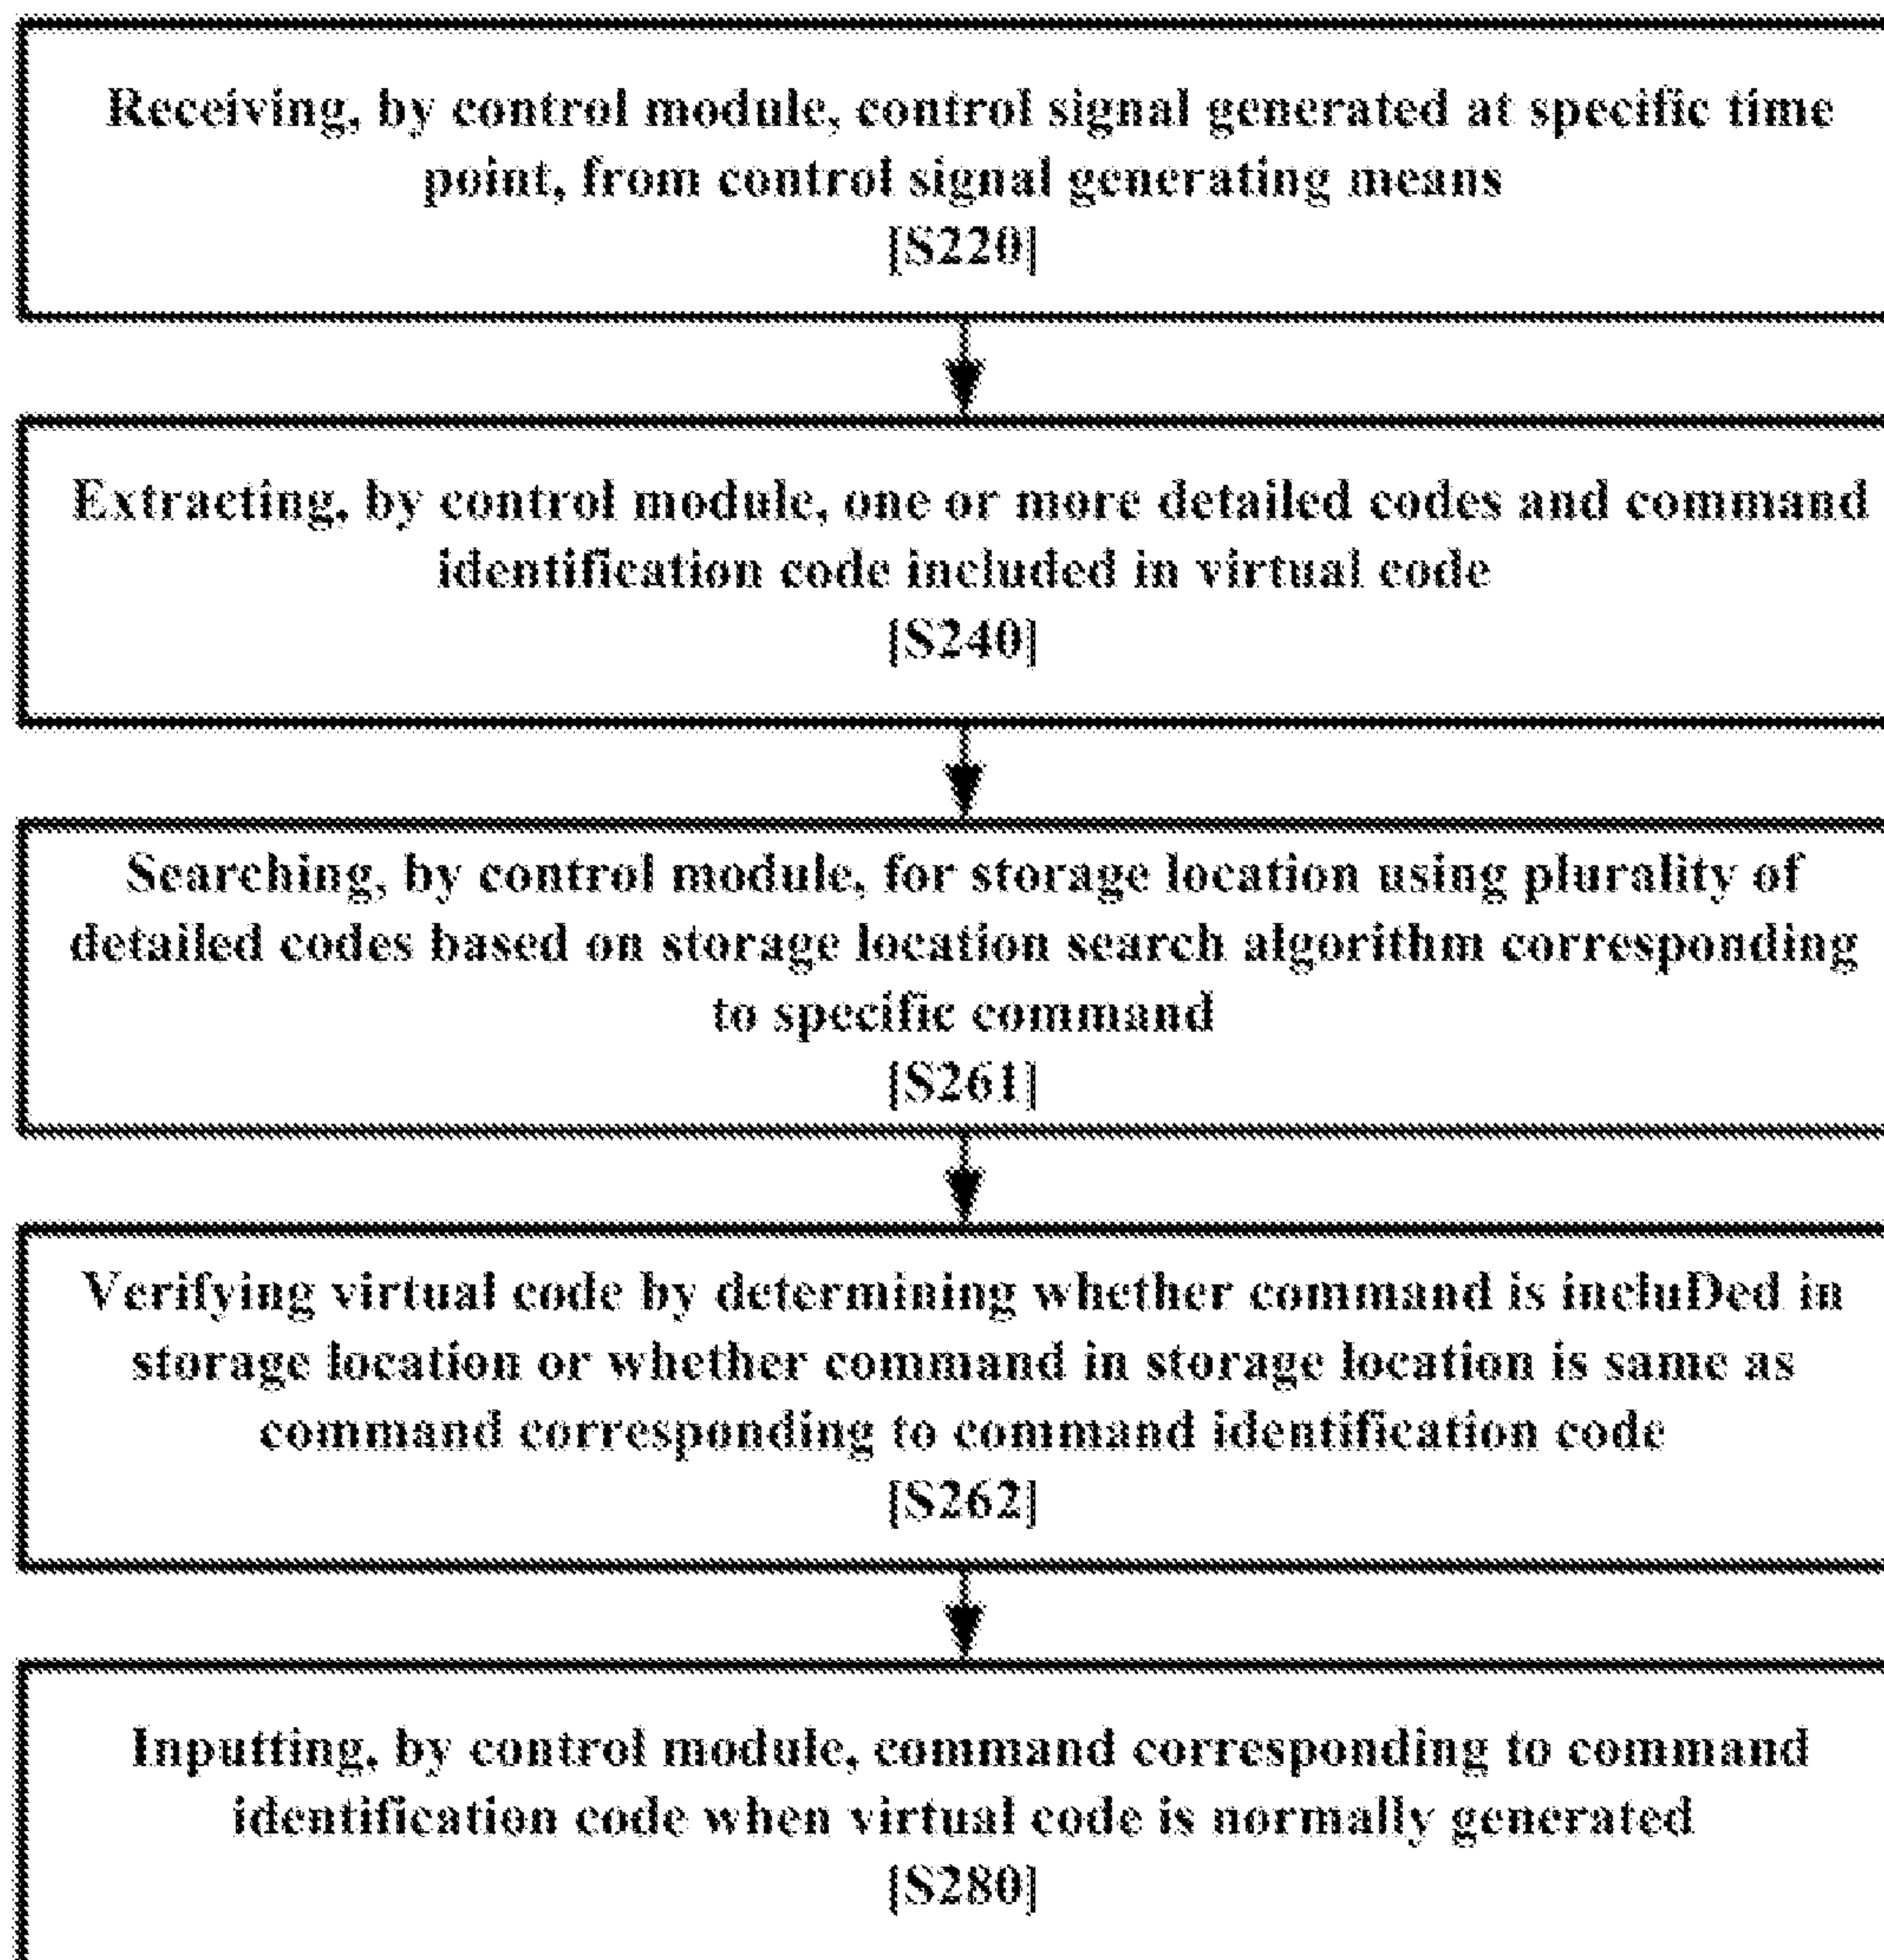 Receiving, by control module, control signal generated at specific time
point, from control signal generating means
[S220]
Extracting, by control module, one or more detailed codes and command
identification code included in virtual code
[S240]
Searching, by control module, for storage location using plurality of
detailed codes based on storage location search algorithm corresponding
to specific command
[S261]
Verifying virtual code by determining whether command is incluDed in
storage location or whether command in storage location is same as
command corresponding to command identification code
[S262]
Inputting, by control module, command corresponding to command
identification code when virtual code is normally generated
[S280]